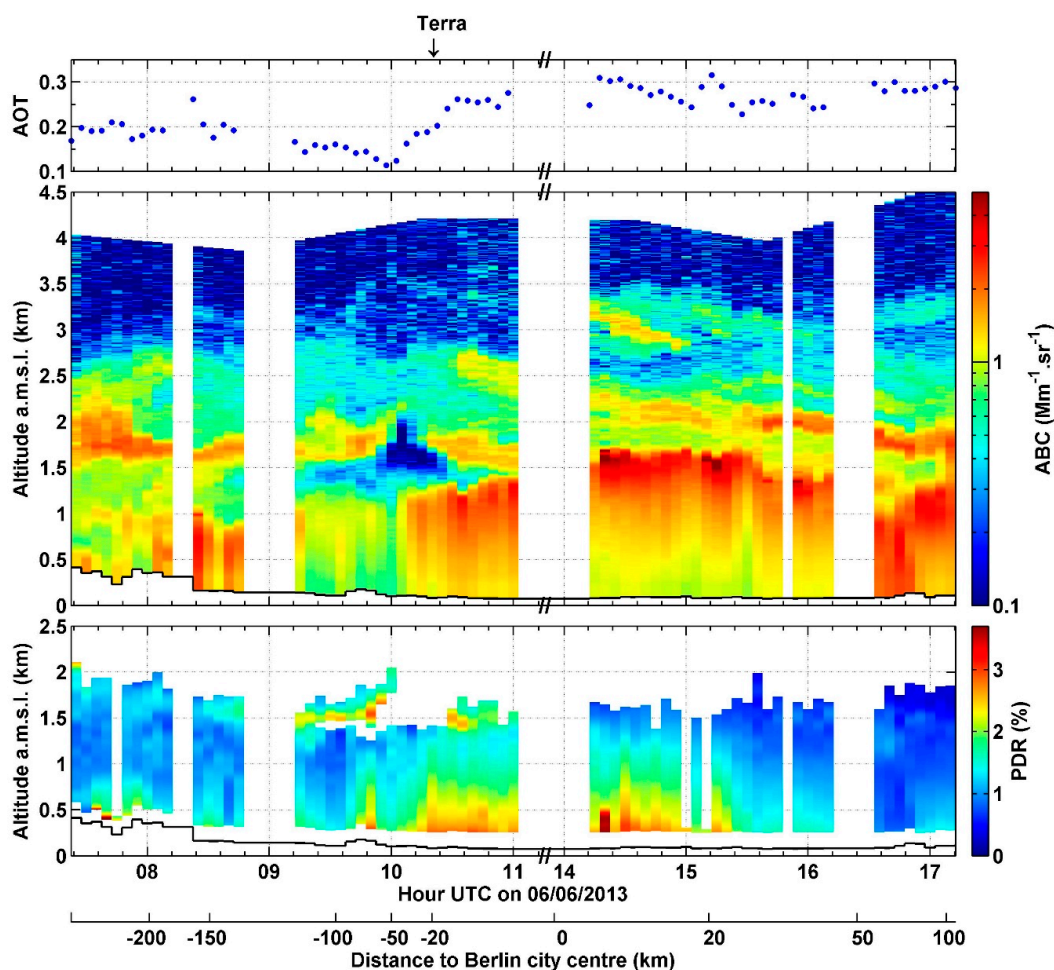 Terra
↓
//
0.3
0.2
0.1
AOT
//
4.5
4
3.5
3
2.5
2
1.5
1
0.5
0
Altitude a.m.s.l. (km)
//
1
0.1
ABC (Mm-1.sr-1)
2.5
2
1.5
1
0.5
0
Altitude a.m.s.l. (km)
3
2
1
0
PDR (%)
08 09 10 11 // 14 15 16 17
Hour UTC on 06/06/2013
-200 -150 -100 -50 -20 0 20 50 100
Distance to Berlin city centre (km)